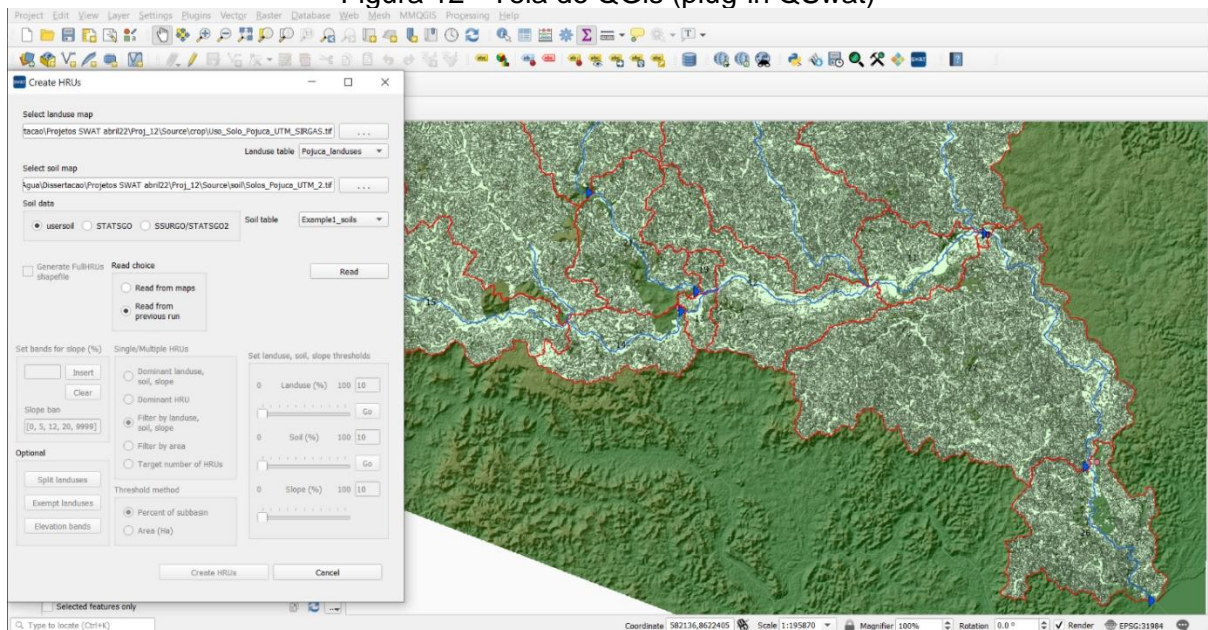 Figura 12 - Tela do QGis (plug-in QSwat)
Project Edit View Layer Settings Plugins Vector Raster Database Web Mesh MMQGIS Processing Help
Create HRUs
Select landuse map
tacao\Projetos SWAT abril22\Proj_12\Source\crop\Uso_Solo_Pojuca_UTM_SIRGAS.tif ...
Landuse table Pojuca_landuses
Select soil map
Agua\Dissertacao\Projetos SWAT abril22\Proj_12\Source\soil\Solos_Pojuca_UTM_2.tif ...
Soil data
usersoil STATSGO SSURGO/STATSGO2
Soil table Example1_soils
Generate FullHRUs shapefile
Read choice
Read from maps
Read from previous run
Read
Set bands for slope (%)
Insert
Clear
Slope ban
[0, 5, 12, 20, 9999]
Optional
Split landuses
Exempt landuses
Elevation bands
Single/Multiple HRUs
Dominant landuse, soil, slope
Dominant HRU
Filter by landuse, soil, slope
Filter by area
Target number of HRUs
Threshold method
Percent of subbasin
Area (Ha)
Set landuse, soil, slope thresholds
0 Landuse (%) 100 10
Go
0 Soil (%) 100 10
Go
0 Slope (%) 100 10
Create HRUs Cancel
19
15
14
Selected features only
Type to locate (Ctrl+K) Coordinate 582136,8622405 Scale 1:195870 Magnifier 100% Rotation 0.0 ° Render EPSG:31984